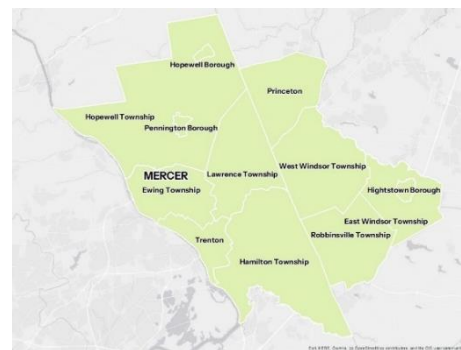 Hopewell Borough
Princeton
Hopewell Township
Pennington Borough
West Windsor Township
MERCER
Lawrence Township
Ewing Township
Hightstown Borough
East Windsor Township
Trenton
Robbinsville Township
Hamilton Township